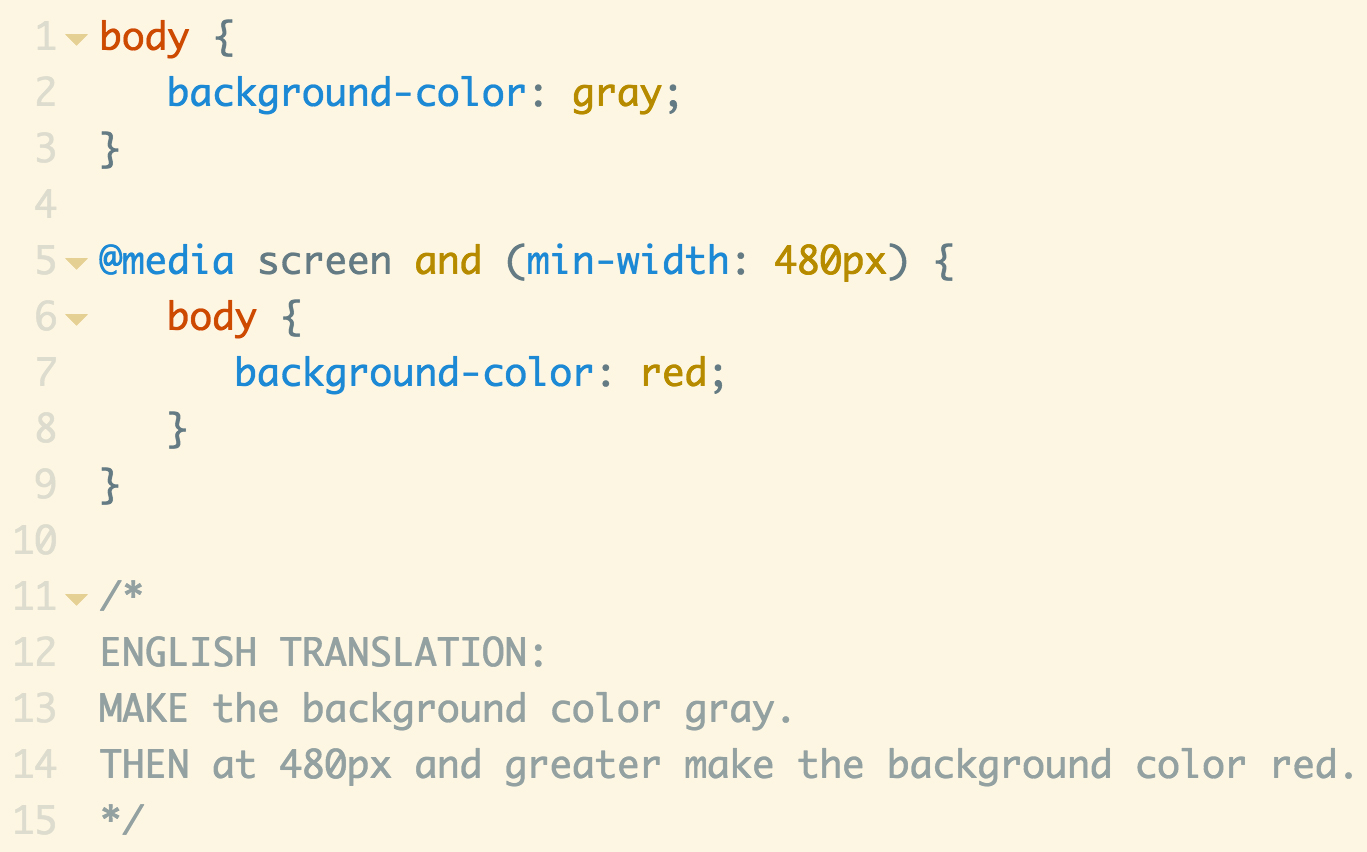 1 body {
2    background-color: gray;
3 }
4
5 @media screen and (min-width: 480px) {
6    body {
7       background-color: red;
8    }
9 }
10
11 /*
12 ENGLISH TRANSLATION:
13 MAKE the background color gray.
14 THEN at 480px and greater make the background color red.
15 */